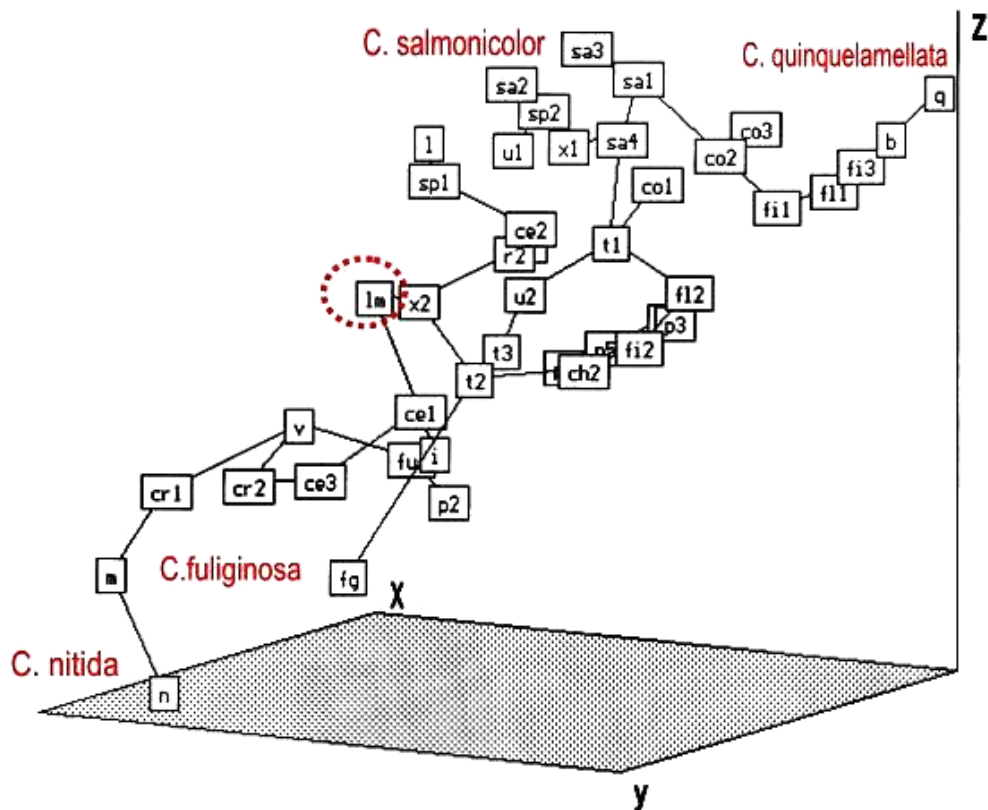 Z
C. salmonicolor
sa3
C. quinquelamellata
sa1
sa2
q
sp2
co3
l
u1
x1
sa4
co2
b
fi3
sp1
co1
fl1
fi1
ce2
t1
r2
lm
x2
u2
fl2
p3
t3
p5
fi2
t2
ch2
ce1
v
fu
i
cr1
cr2
ce3
p2
m
C.fuliginosa
fg
X
C. nitida
n
y